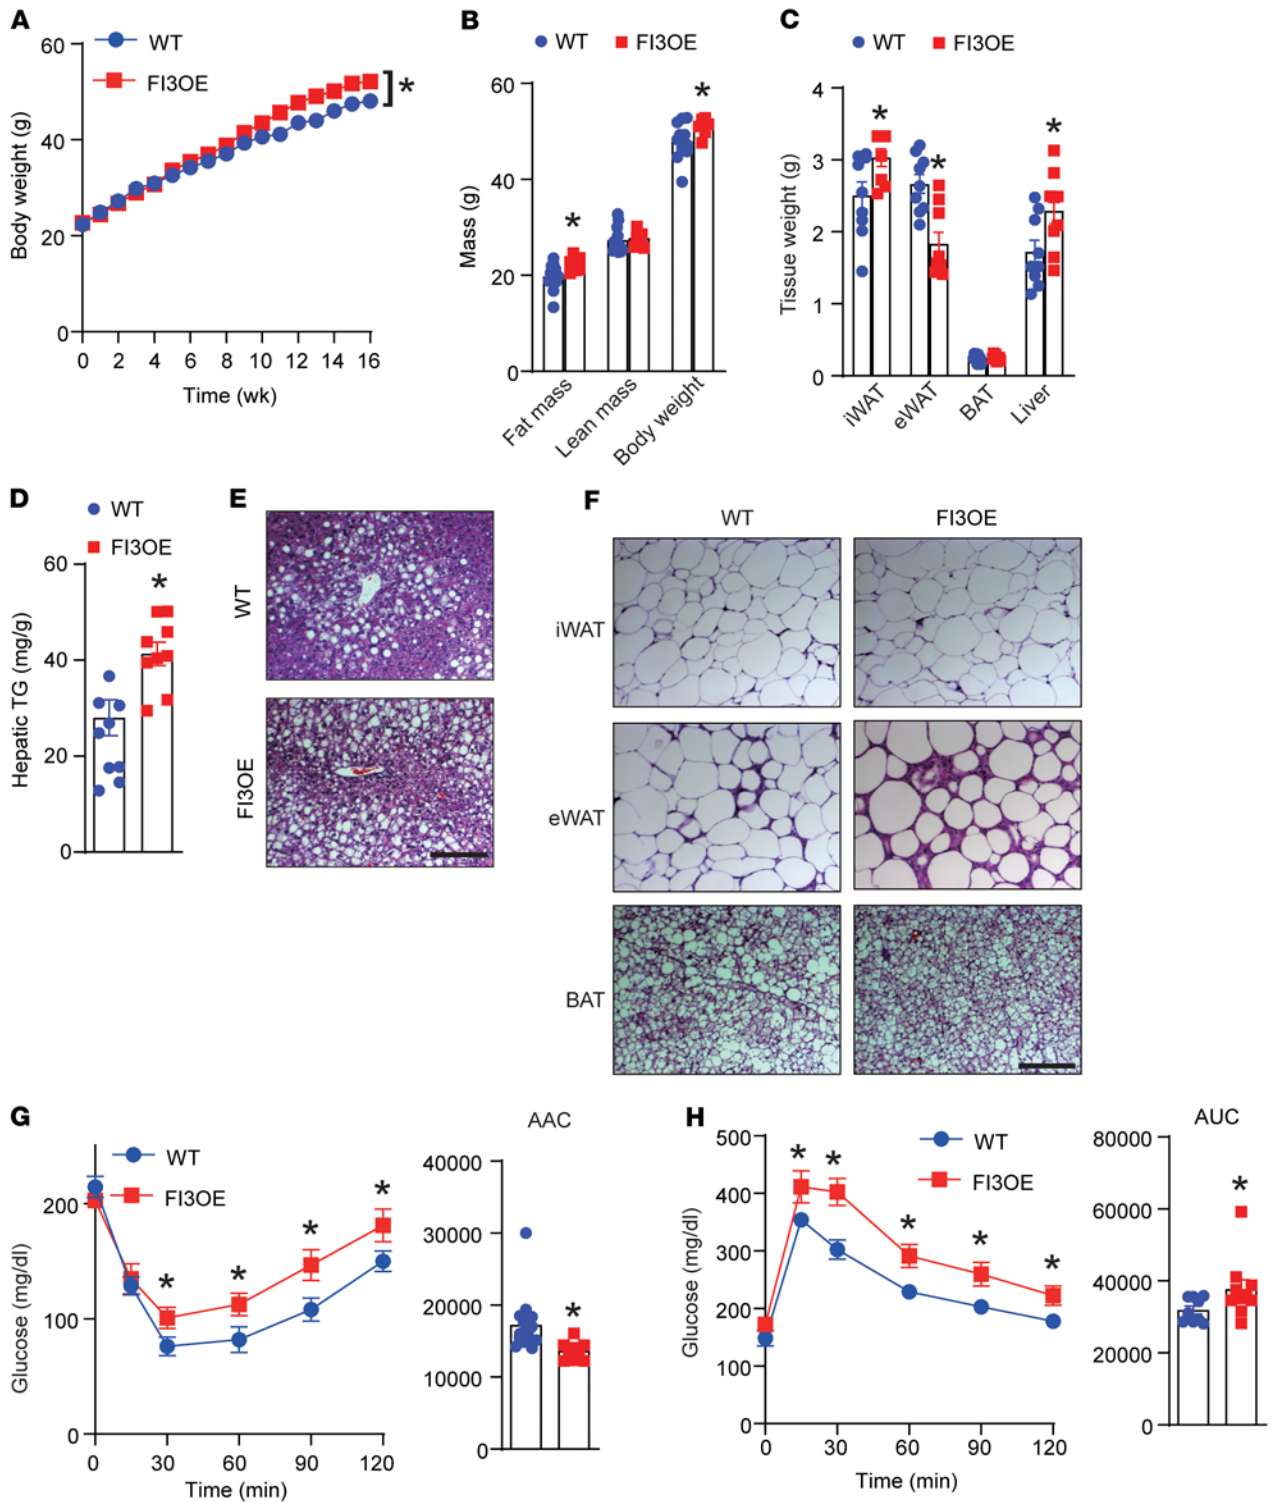 A
WT
FI3OE
*
Body weight (g)
60
40
20
0
0 2 4 6 8 10 12 14 16
Time (wk)
B
WT FI3OE
Mass (g)
60
40
20
0
* *
Fat mass
Lean mass
Body weight
C
WT FI3OE
Tissue weight (g)
4
3
2
1
0
* * *
iWAT
eWAT
BAT
Liver
D
WT
FI3OE
*
Hepatic TG (mg/g)
60
40
20
0
E
WT
FI3OE
F
WT FI3OE
iWAT
eWAT
BAT
G
WT
FI3OE
Glucose (mg/dl)
200
100
0
* * * *
0 30 60 90 120
Time (min)
AAC
40000
30000
20000
10000
0
*
H
WT
FI3OE
Glucose (mg/dl)
500
400
300
200
100
0
* * * * *
0 30 60 90 120
Time (min)
AUC
80000
60000
40000
20000
0
*